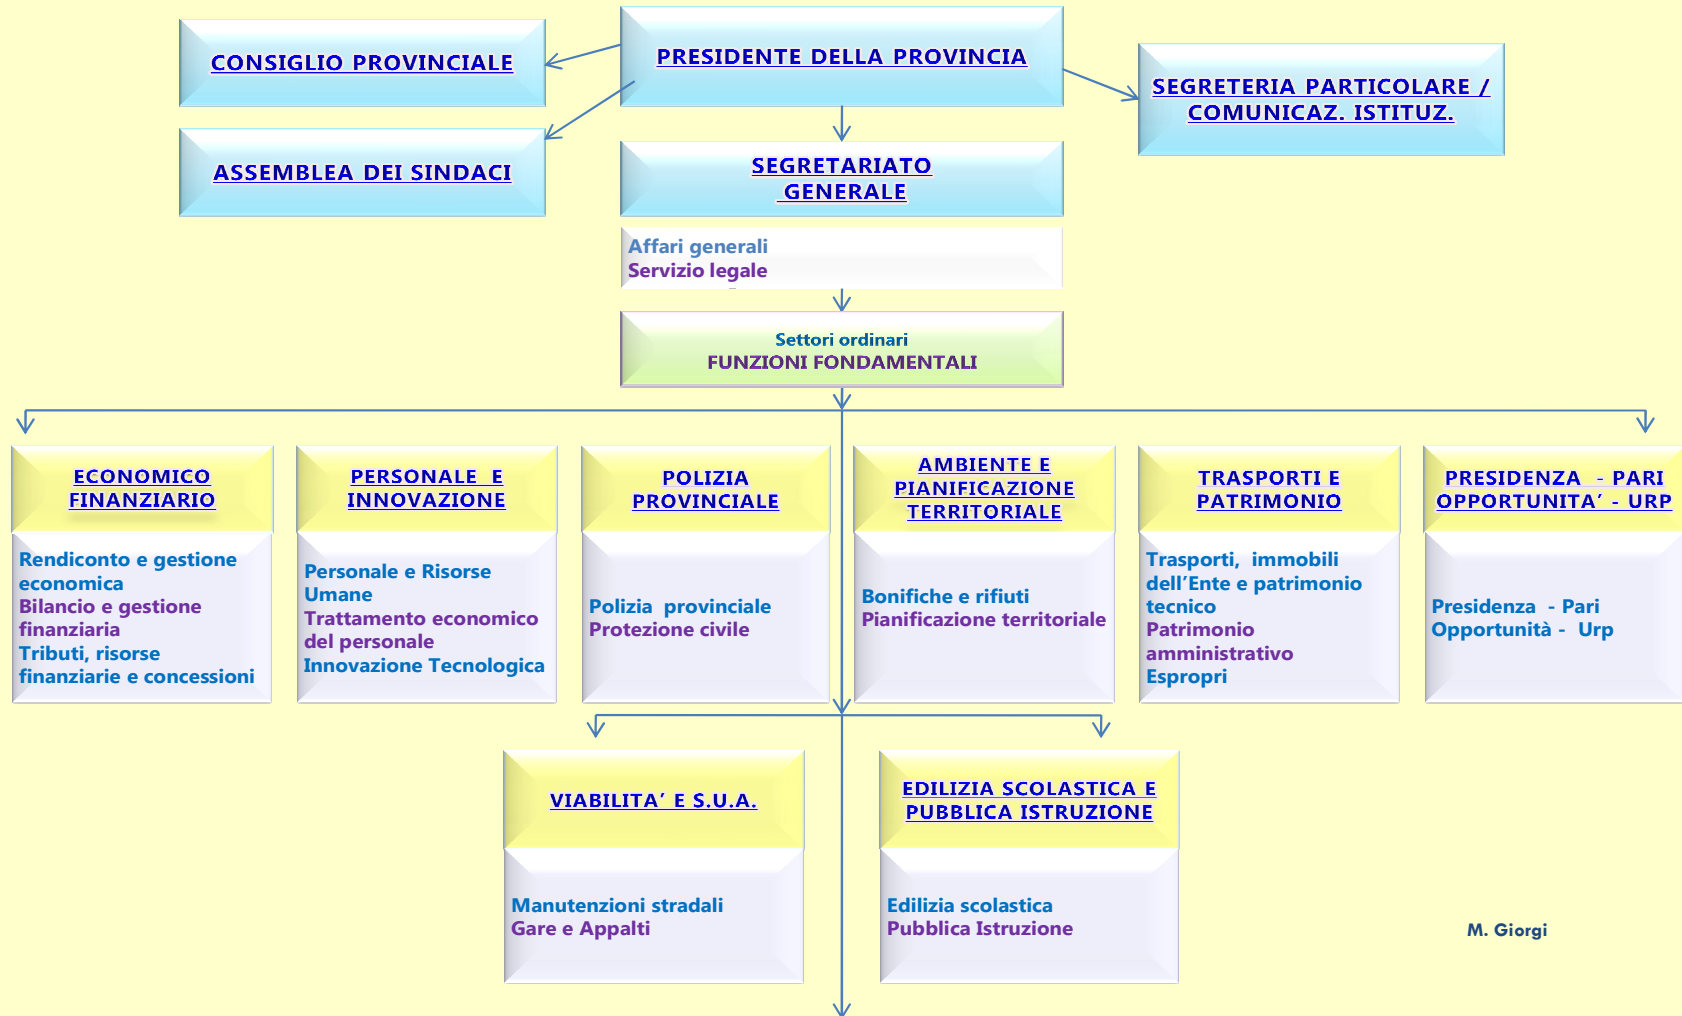 CONSIGLIO PROVINCIALE
PRESIDENTE DELLA PROVINCIA
SEGRETERIA PARTICOLARE /
COMUNICAZ. ISTITUZ.
ASSEMBLEA DEI SINDACI
SEGRETARIATO
GENERALE
Affari generali
Servizio legale
Settori ordinari
FUNZIONI FONDAMENTALI
ECONOMICO
FINANZIARIO
Rendiconto e gestione
economica
Bilancio e gestione
finanziaria
Tributi, risorse
finanziarie e concessioni
PERSONALE E
INNOVAZIONE
Personale e Risorse
Umane
Trattamento economico
del personale
Innovazione Tecnologica
POLIZIA
PROVINCIALE
Polizia provinciale
Protezione civile
AMBIENTE E
PIANIFICAZIONE
TERRITORIALE
Bonifiche e rifiuti
Pianificazione territoriale
TRASPORTI E
PATRIMONIO
Trasporti, immobili
dell’Ente e patrimonio
tecnico
Patrimonio
amministrativo
Espropri
PRESIDENZA - PARI
OPPORTUNITA’ - URP
Presidenza - Pari
Opportunità - Urp
VIABILITA’ E S.U.A.
Manutenzioni stradali
Gare e Appalti
EDILIZIA SCOLASTICA E
PUBBLICA ISTRUZIONE
Edilizia scolastica
Pubblica Istruzione
M. Giorgi